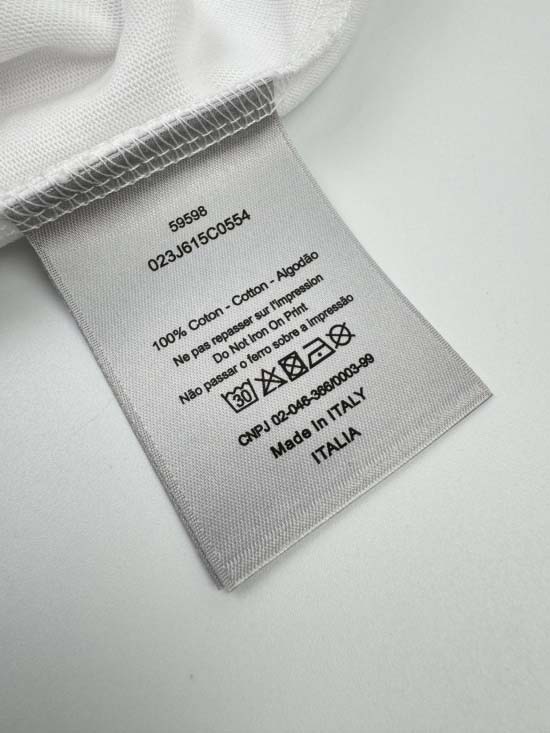 59598
023J615C0554
100% Coton - Cotton - Algodão
Ne pas repasser sur l'impression
Do Not Iron On Print
Não passar o ferro sobre a impressão
30
CNPJ 02-046-366/0003-99
Made In ITALY
ITALIA